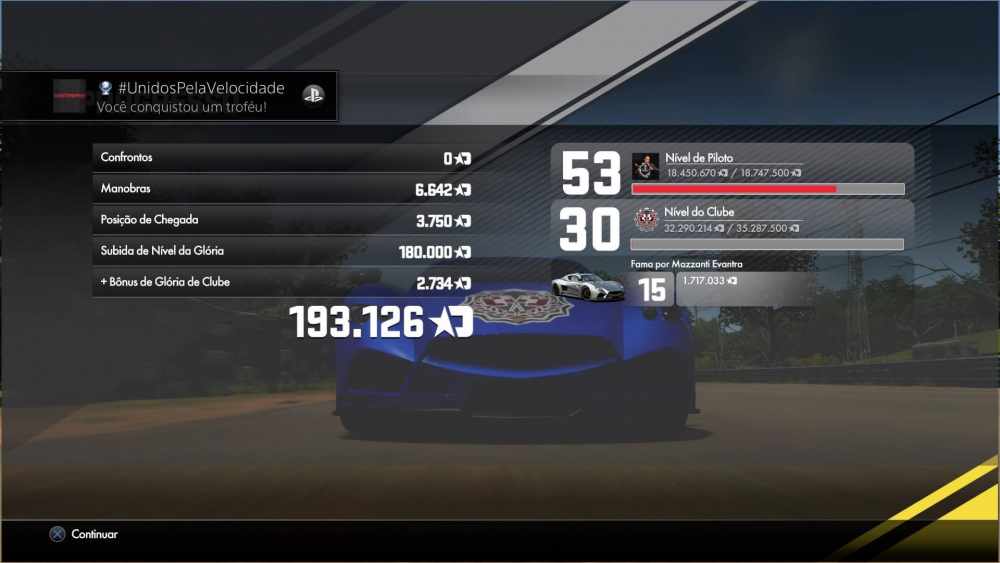 #UnidosPelaVelocidade
Você conquistou um troféu!
Confrontos 0
Manobras 6.642
Posição de Chegada 3.750
Subida de Nível da Glória 180.000
+ Bônus de Glória de Clube 2.734
193.126
53 Nível de Piloto
18.450.670 / 18.747.500
30 Nível do Clube
32.290.214 / 35.287.500
Fama por Mazzanti Evantra
15 1.717.033
Continuar